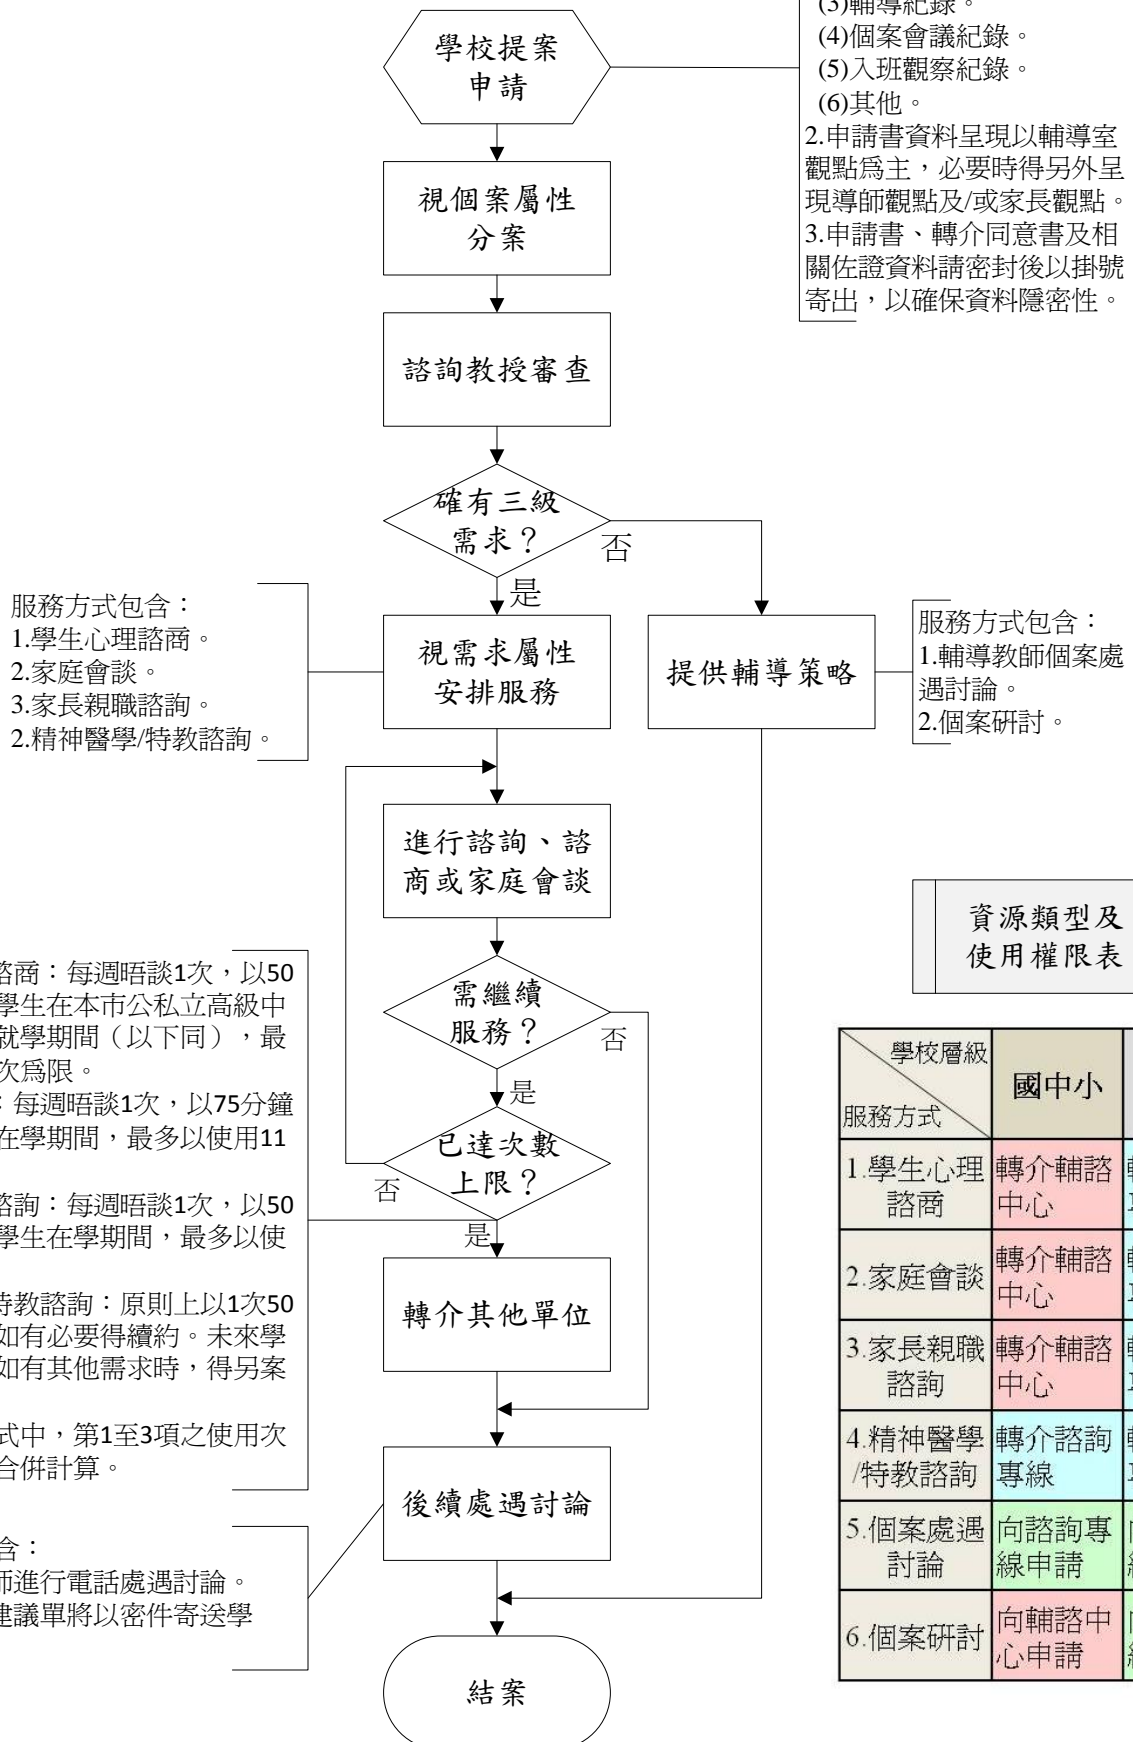 學校提案
申請
(3)輔導紀錄。
(4)個案會議紀錄。
(5)入班觀察紀錄。
(6)其他。
2.申請書資料呈現以輔導室
觀點為主，必要時得另外呈
現導師觀點及/或家長觀點。
3.申請書、轉介同意書及相
關佐證資料請密封後以掛號
寄出，以確保資料隱密性。
視個案屬性
分案
諮詢教授審查
確有三級
需求？
否
是
服務方式包含：
1.學生心理諮商。
2.家庭會談。
3.家長親職諮詢。
2.精神醫學/特教諮詢。
視需求屬性
安排服務
提供輔導策略
服務方式包含：
1.輔導教師個案處
遇討論。
2.個案研討。
進行諮詢、諮
商或家庭會談
需繼續
服務？
否
是
已達次數
上限？
否
是
諮商：每週晤談1次，以50
學生在本市公私立高級中
就學期間（以下同），最
次為限。
：每週晤談1次，以75分鐘
在學期間，最多以使用11
諮詢：每週晤談1次，以50
學生在學期間，最多以使
特教諮詢：原則上以1次50
如有必要得續約。未來學
如有其他需求時，得另案
式中，第1至3項之使用次
合併計算。
轉介其他單位
後續處遇討論
含：
師進行電話處遇討論。
建議單將以密件寄送學
結案
資源類型及
使用權限表
學校層級
服務方式
國中小
1.學生心理
諮商
轉介輔諮
中心
2.家庭會談
轉介輔諮
中心
3.家長親職
諮詢
轉介輔諮
中心
4.精神醫學
/特教諮詢
轉介諮詢
專線
5.個案處遇
討論
向諮詢專
線申請
6.個案研討
向輔諮中
心申請